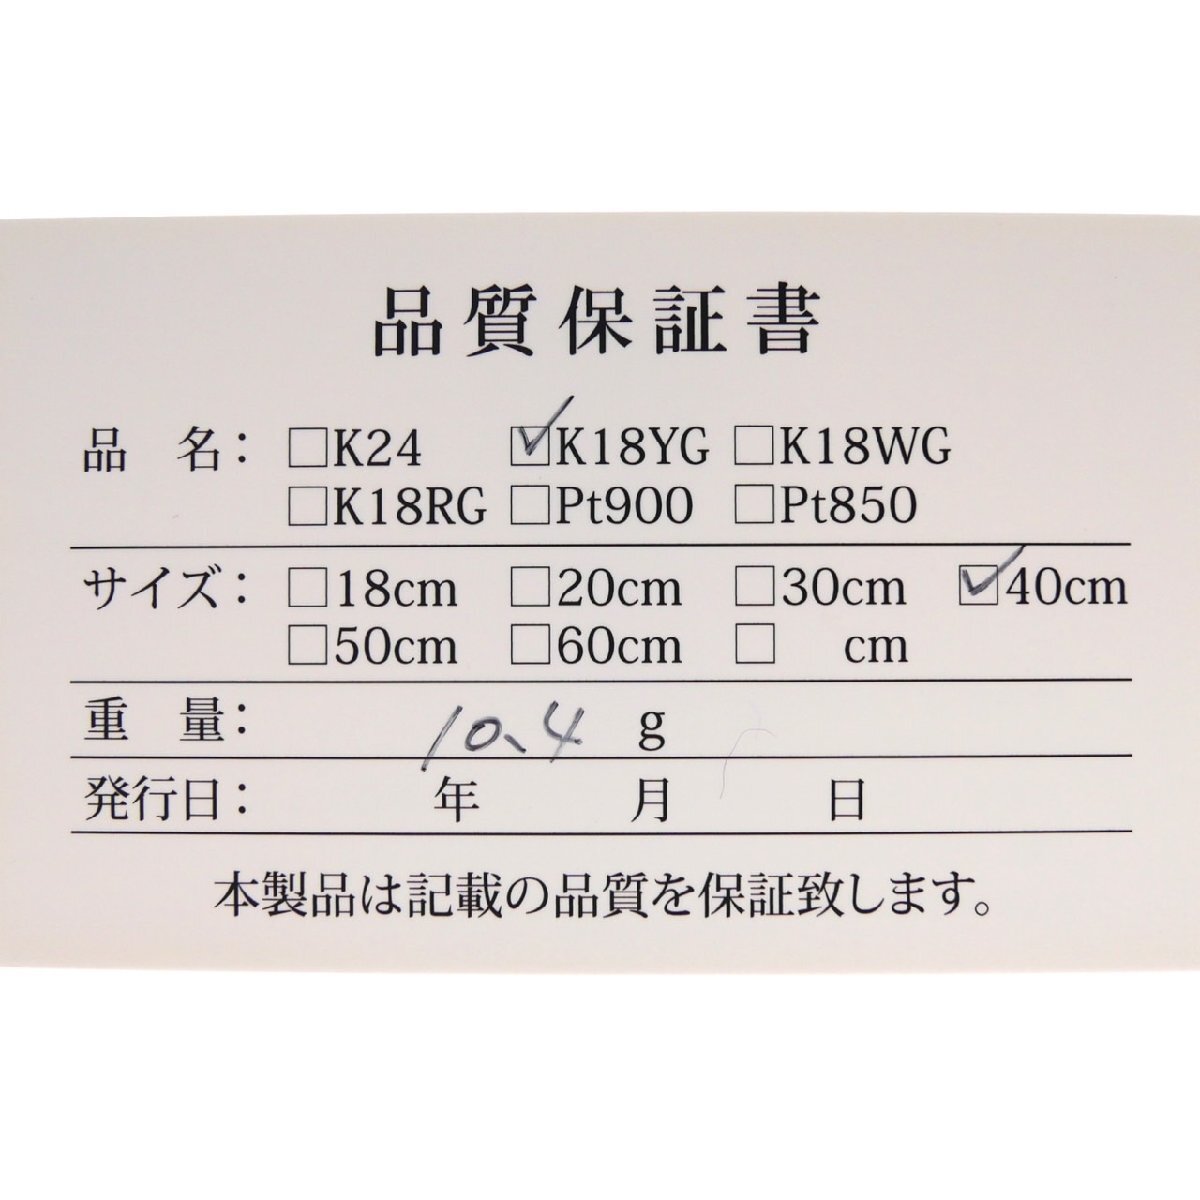 品質保証書
品 名： □K24 ☑K18YG □K18WG
□K18RG □Pt900 □Pt850
サイズ： □18cm □20cm □30cm ☑40cm
□50cm □60cm □ cm
重 量： 10.4 g
発行日： 年 月 日
本製品は記載の品質を保証致します。